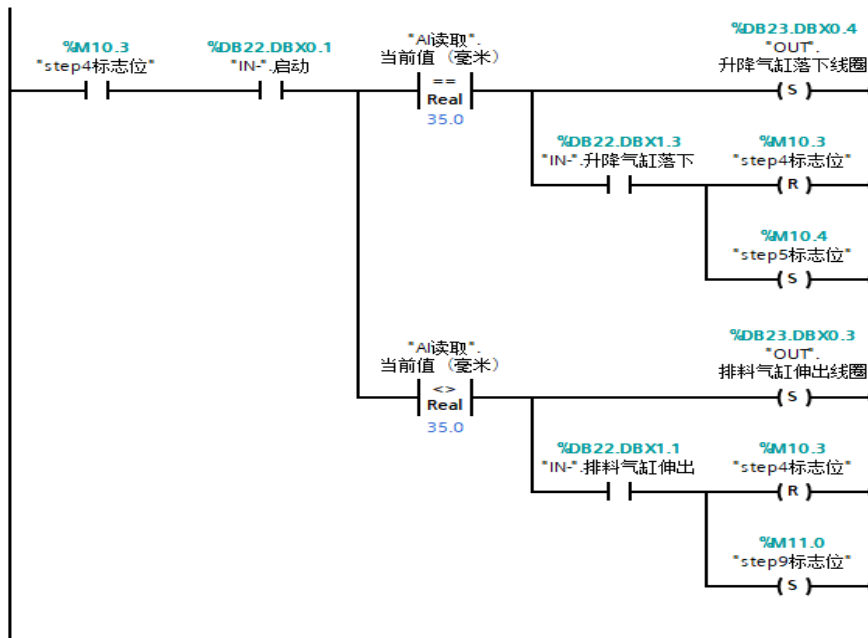 %M10.3
"step4标志位"
%DB22.DBX0.1
"IN-".启动
"AI读取".
当前值（毫米）
==
Real
35.0
%DB23.DBX0.4
"OUT".
升降气缸落下线圈
S
%DB22.DBX1.3
"IN-".升降气缸落下
%M10.3
"step4标志位"
R
%M10.4
"step5标志位"
S
"AI读取".
当前值（毫米）
<>
Real
35.0
%DB23.DBX0.3
"OUT".
排料气缸伸出线圈
S
%DB22.DBX1.1
"IN-".排料气缸伸出
%M10.3
"step4标志位"
R
%M11.0
"step9标志位"
S